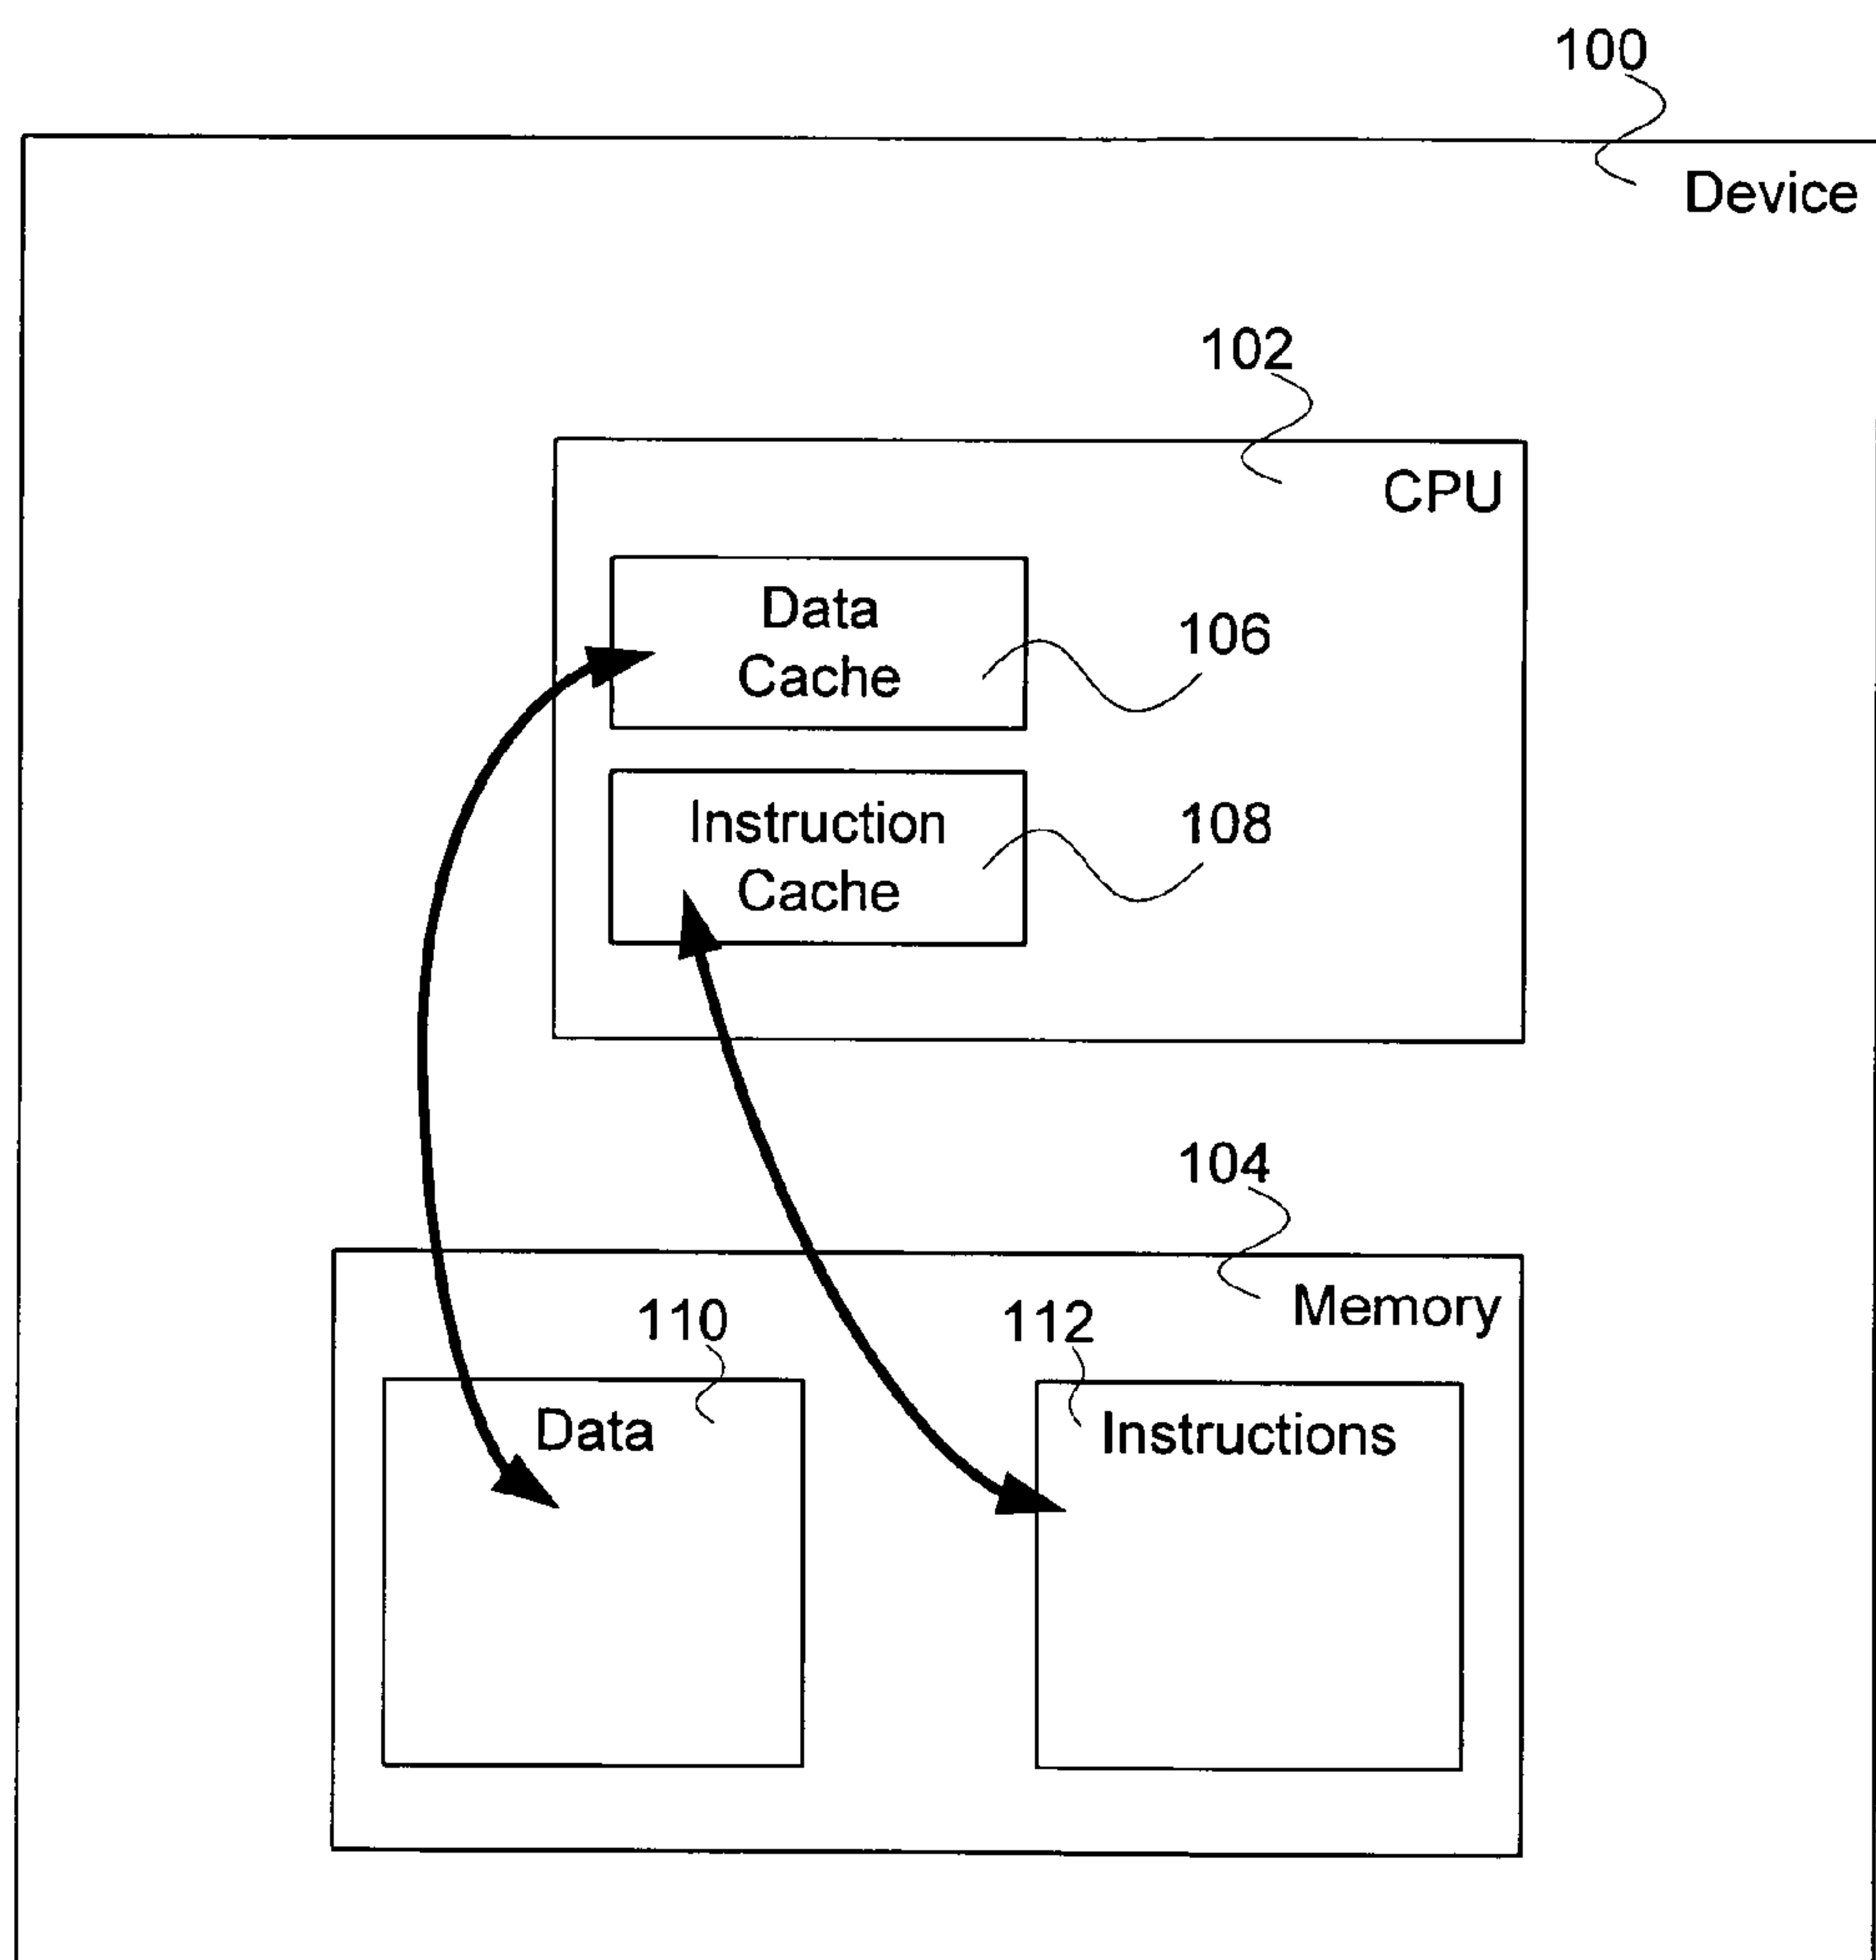 100
Device
102
CPU
Data
Cache
106
Instruction
Cache
108
104
Memory
110
112
Data
Instructions